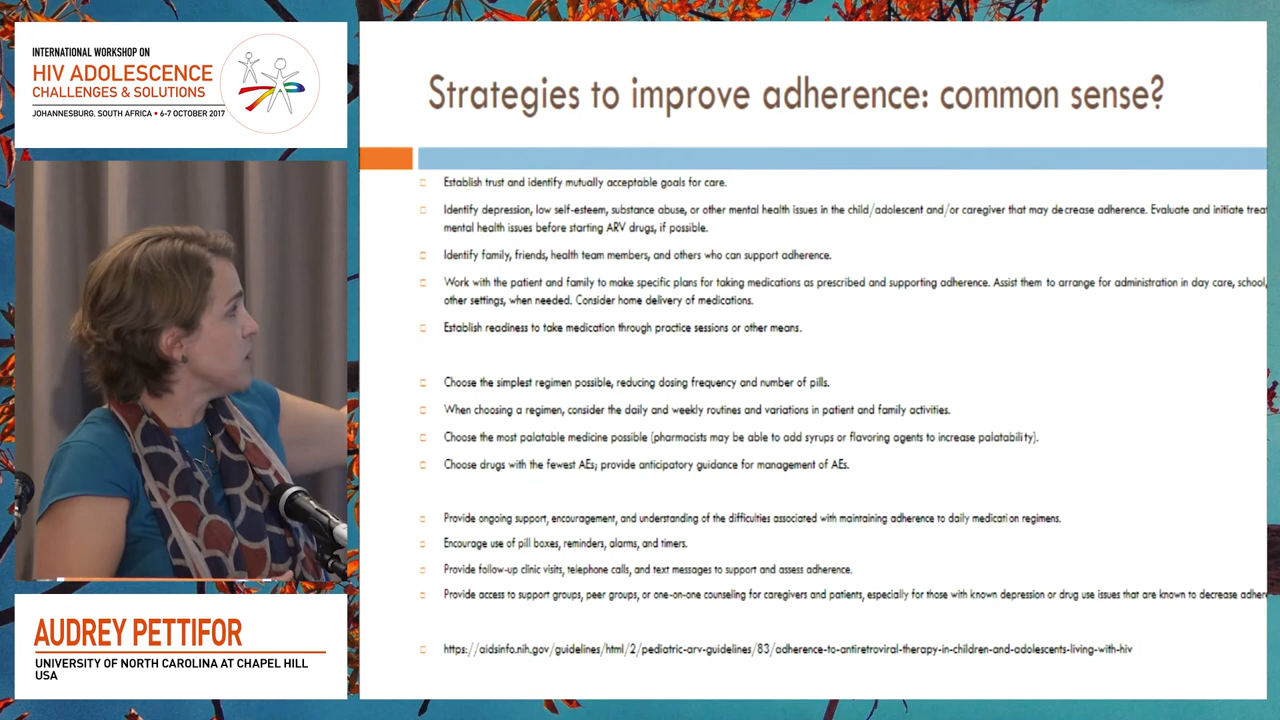 INTERNATIONAL WORKSHOP ON
HIV ADOLESCENCE
CHALLENGES & SOLUTIONS
JOHANNESBURG, SOUTH AFRICA • 6-7 OCTOBER 2017
Strategies to improve adherence: common sense?
Establish trust and identify mutually acceptable goals for care.
Identify depression, low self-esteem, substance abuse, or other mental health issues in the child/adolescent and/or caregiver that may decrease adherence. Evaluate and initiate
mental health issues before starting ARV drugs, if possible.
Identify family, friends, health team members, and others who can support adherence.
Work with the patient and family to make specific plans for taking medications as prescribed and supporting adherence. Assist them to arrange for administration in day care, school,
other settings, when needed. Consider home delivery of medications.
Establish readiness to take medication through practice sessions or other means.
Choose the simplest regimen possible, reducing dosing frequency and number of pills.
When choosing a regimen, consider the daily and weekly routines and variations in patient and family activities.
Choose the most palatable medicine possible (pharmacists may be able to add syrups or flavoring agents to increase palatability).
Choose drugs with the fewest AEs; provide anticipatory guidance for management of AEs.
Provide ongoing support, encouragement, and understanding of the difficulties associated with maintaining adherence to daily medication regimens.
Encourage use of pill boxes, reminders, alarms, and timers.
Provide follow-up clinic visits, telephone calls, and text messages to support and assess adherence.
Provide access to support groups, peer groups, or one-on-one counseling for caregivers and patients, especially for those with known depression or drug use issues that are known to decrease
https://aidsinfo.nih.gov/guidelines/html/2/pediatric-arv-guidelines/83/adherence-to-antiretroviral-therapy-in-children-and-adolescents-living-with-hiv
AUDREY PETTIFOR
UNIVERSITY OF NORTH CAROLINA AT CHAPEL HILL
USA